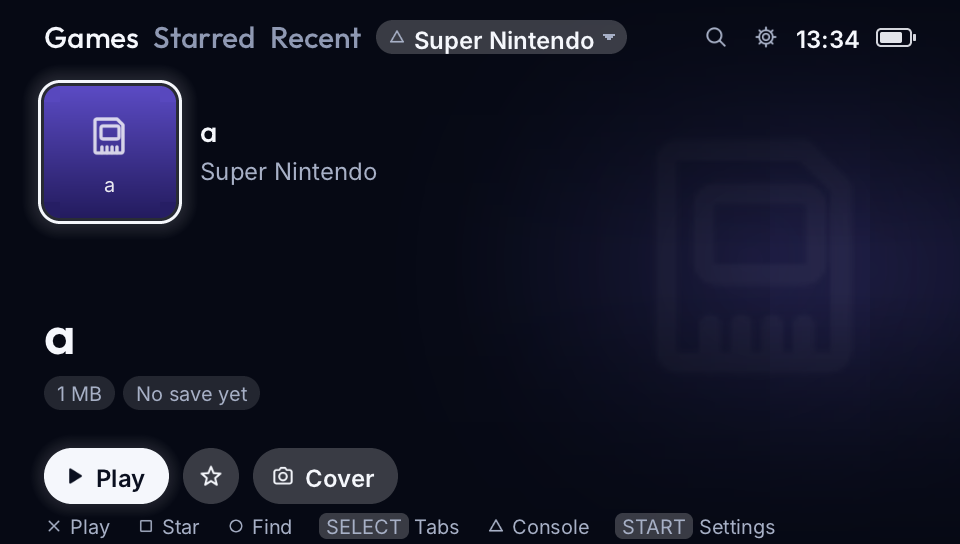 Games Starred Recent Super Nintendo 13:34
a
a
Super Nintendo
a
1 MB No save yet
Play Cover
Play Star Find SELECT Tabs Console START Settings